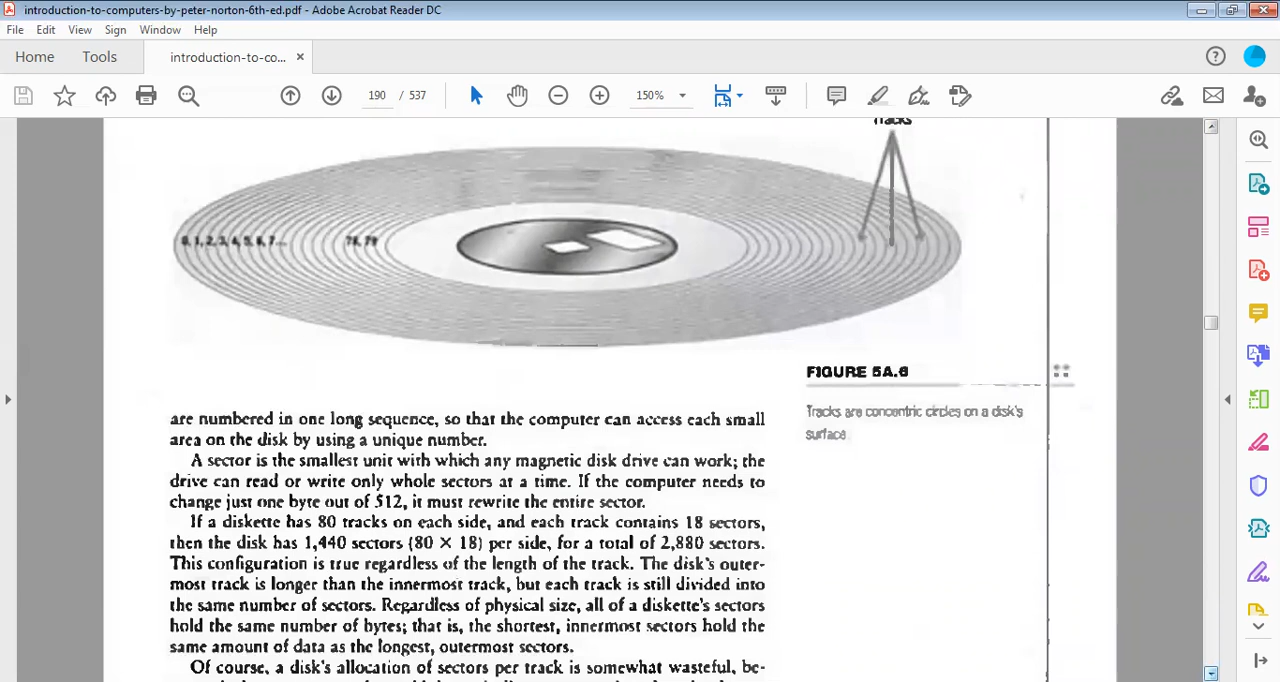 introduction-to-computers-by-peter-norton-6th-ed.pdf - Adobe Acrobat Reader DC
File Edit View Sign Window Help
Home Tools introduction-to-co... ×
190 / 537 150%
Tracks
0, 1, 2, 3, 4, 5, 6, 7... 78, 79
FIGURE 5A.6
Tracks are concentric circles on a disk's
surface.
are numbered in one long sequence, so that the computer can access each small
area on the disk by using a unique number.
A sector is the smallest unit with which any magnetic disk drive can work; the
drive can read or write only whole sectors at a time. If the computer needs to
change just one byte out of 512, it must rewrite the entire sector.
If a diskette has 80 tracks on each side, and each track contains 18 sectors,
then the disk has 1,440 sectors (80 × 18) per side, for a total of 2,880 sectors.
This configuration is true regardless of the length of the track. The disk's outer-
most track is longer than the innermost track, but each track is still divided into
the same number of sectors. Regardless of physical size, all of a diskette's sectors
hold the same number of bytes; that is, the shortest, innermost sectors hold the
same amount of data as the longest, outermost sectors.
Of course, a disk's allocation of sectors per track is somewhat wasteful, be-